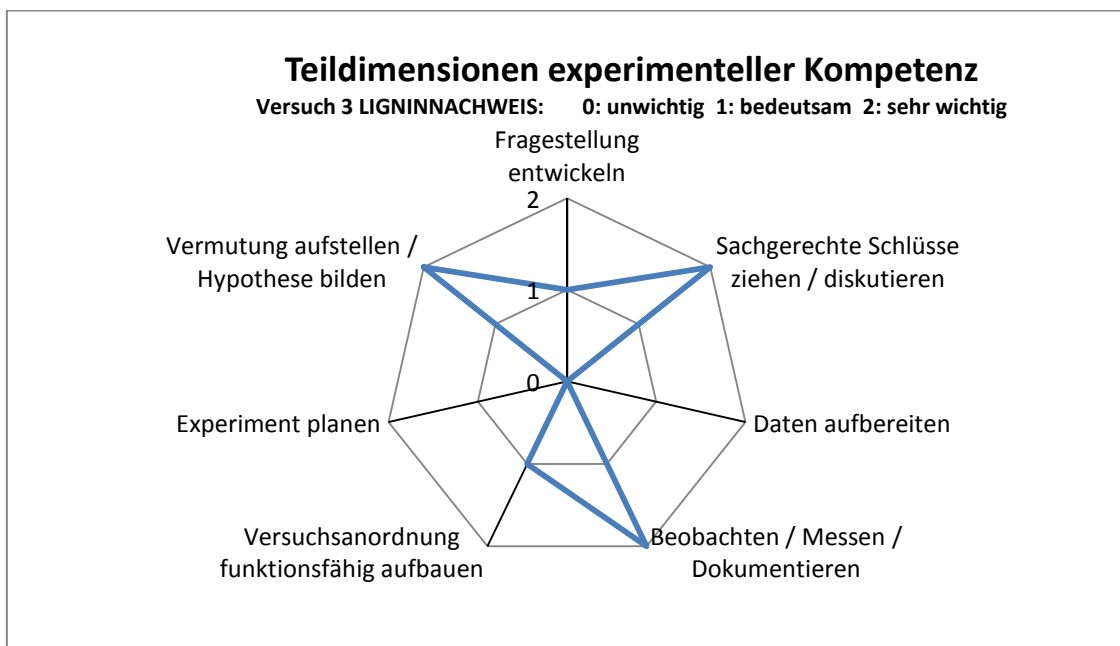 Teildimensionen experimenteller Kompetenz
Versuch 3 LIGNINNACHWEIS: 0: unwichtig 1: bedeutsam 2: sehr wichtig
Fragestellung
entwickeln
2
Sachgerechte Schlüsse
ziehen / diskutieren
Vermutung aufstellen /
Hypothese bilden
1
0
Experiment planen
Daten aufbereiten
Versuchsanordnung
funktionsfähig aufbauen
Beobachten / Messen /
Dokumentieren